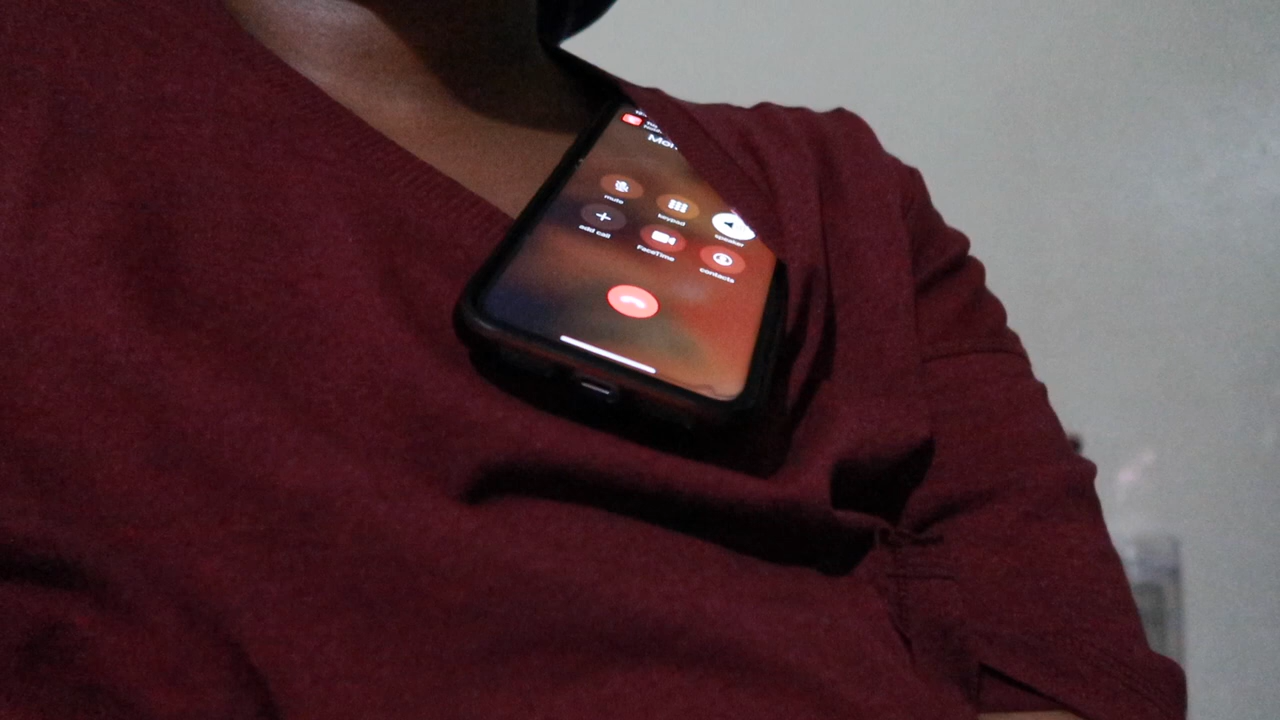 mute
keypad
speaker
add call
FaceTime
contacts